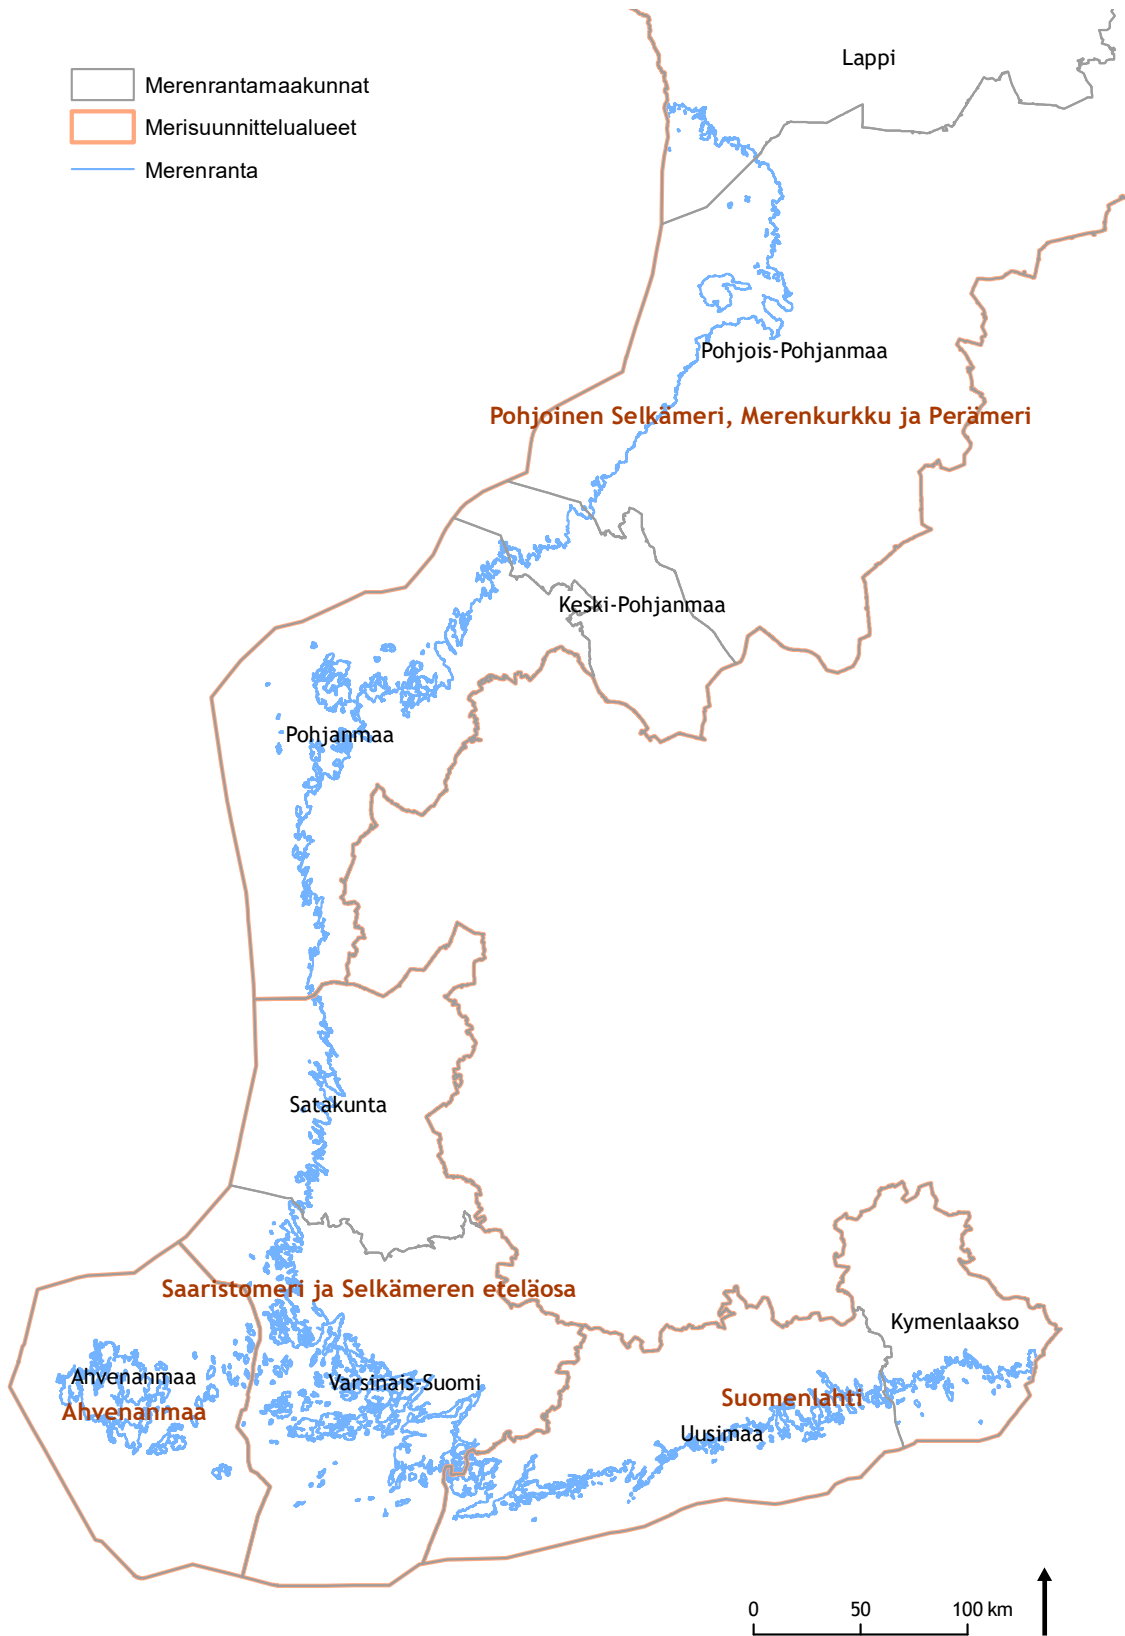 Lappi
Merenrantamaakunnat
Merisuunnittelualueet
Merenranta
Pohjois-Pohjanmaa
Pohjoinen Selkämeri, Merenkurkku ja Perämeri
Keski-Pohjanmaa
Pohjanmaa
Satakunta
Saaristomeri ja Selkämeren eteläosa
Kymenlaakso
Ahvenanmaa
Varsinais-Suomi
Suomenlahti
Ahvenanmaa
Uusimaa
0 50 100 km